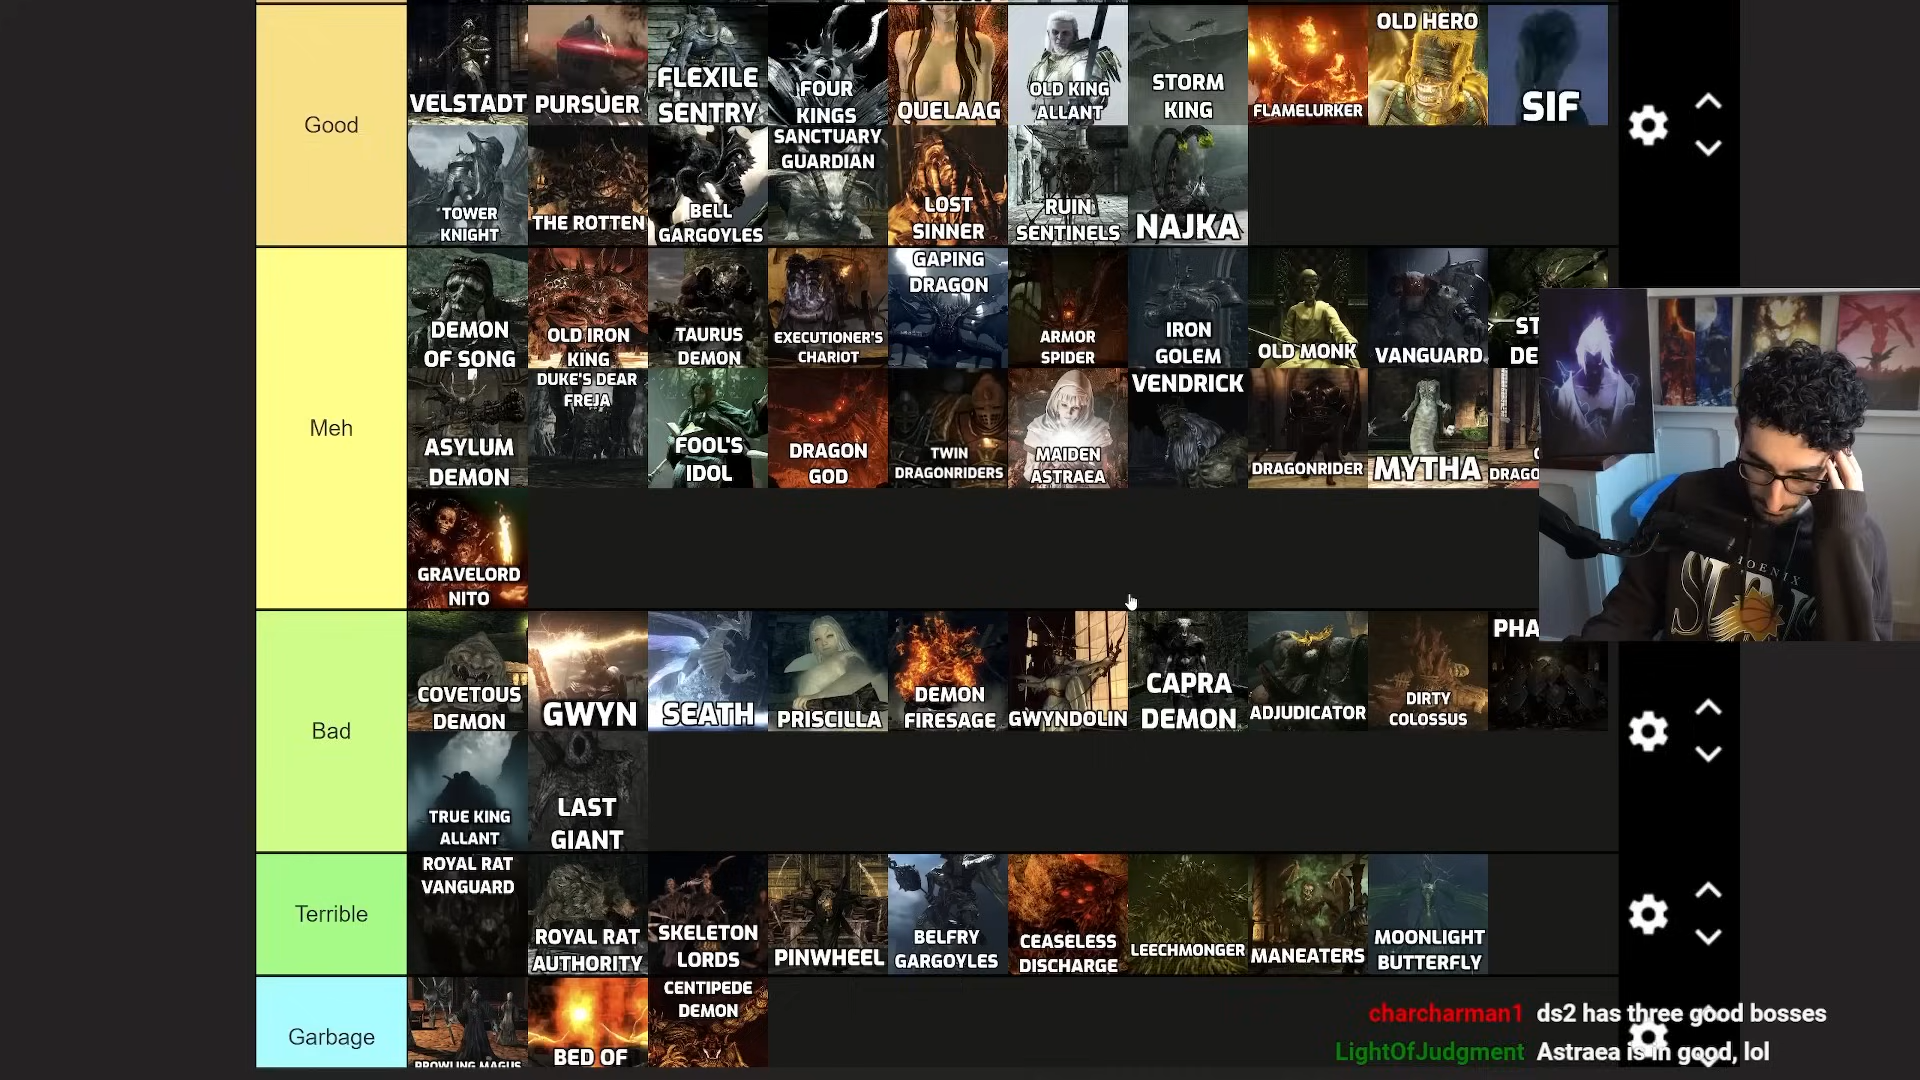 Good
VELSTADT
PURSUER
FLEXILE
SENTRY
FOUR
KINGS
QUELAAG
OLD KING
ALLANT
STORM
KING
FLAMELURKER
OLD HERO
SIF
TOWER
KNIGHT
THE ROTTEN
BELL
GARGOYLES
SANCTUARY
GUARDIAN
LOST
SINNER
RUIN
SENTINELS
NAJKA
Meh
DEMON
OF SONG
OLD IRON
KING
TAURUS
DEMON
EXECUTIONER'S
CHARIOT
GAPING
DRAGON
ARMOR
SPIDER
IRON
GOLEM
OLD MONK
VANGUARD
ST
DE
ASYLUM
DEMON
DUKE'S DEAR
FREJA
FOOL'S
IDOL
DRAGON
GOD
TWIN
DRAGONRIDERS
MAIDEN
ASTRAEA
VENDRICK
DRAGONRIDER
MYTHA
DRAGO
GRAVELORD
NITO
Bad
COVETOUS
DEMON
GWYN
SEATH
PRISCILLA
DEMON
FIRESAGE
GWYNDOLIN
CAPRA
DEMON
ADJUDICATOR
DIRTY
COLOSSUS
PHA
TRUE KING
ALLANT
LAST
GIANT
Terrible
ROYAL RAT
VANGUARD
ROYAL RAT
AUTHORITY
SKELETON
LORDS
PINWHEEL
BELFRY
GARGOYLES
CEASELESS
DISCHARGE
LEECHMONGER
MANEATERS
MOONLIGHT
BUTTERFLY
Garbage
PROWLING MAGUS
BED OF
CENTIPEDE
DEMON
charcharman1 ds2 has three good bosses
LightOfJudgment Astraea is in good, lol